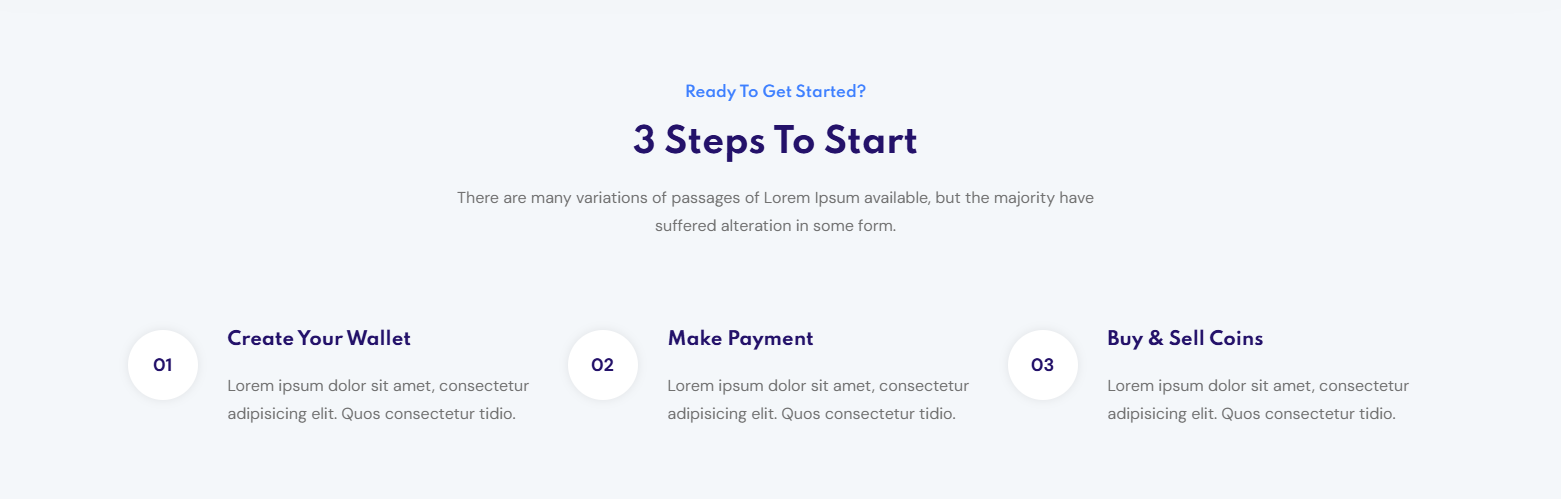 Ready To Get Started?
3 Steps To Start
There are many variations of passages of Lorem Ipsum available, but the majority have
suffered alteration in some form.
01
Create Your Wallet
Lorem ipsum dolor sit amet, consectetur
adipisicing elit. Quos consectetur tidio.
02
Make Payment
Lorem ipsum dolor sit amet, consectetur
adipisicing elit. Quos consectetur tidio.
03
Buy & Sell Coins
Lorem ipsum dolor sit amet, consectetur
adipisicing elit. Quos consectetur tidio.